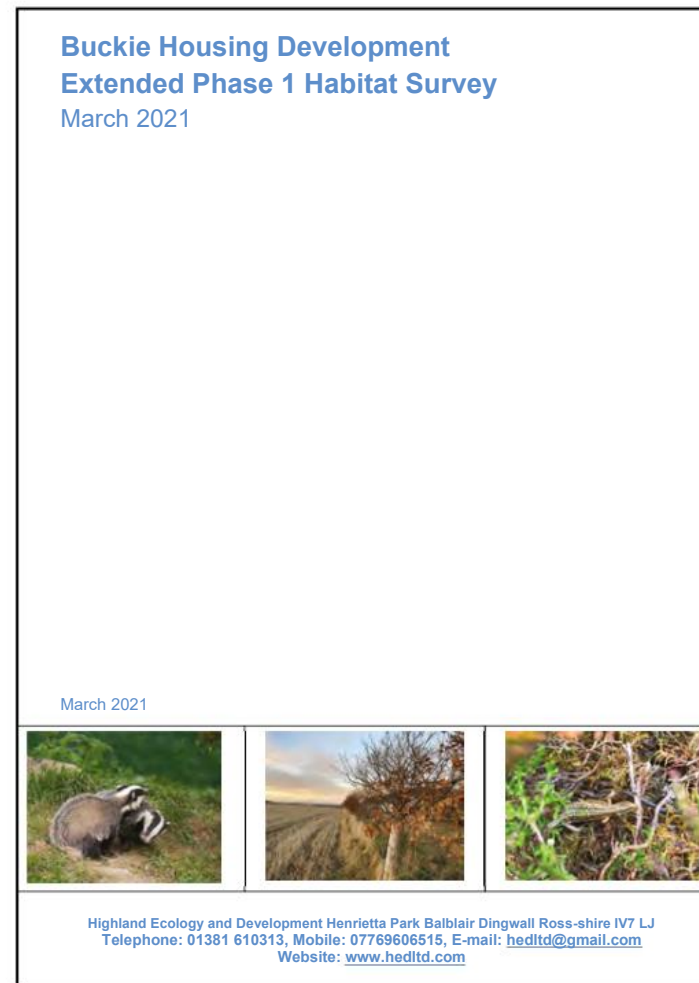 Buckie Housing Development
Extended Phase 1 Habitat Survey
March 2021
March 2021
Highland Ecology and Development Henrietta Park Balblair Dingwall Ross-shire IV7 LJ
Telephone: 01381 610313, Mobile: 07769606515, E-mail: hedltd@gmail.com
Website: www.hedltd.com